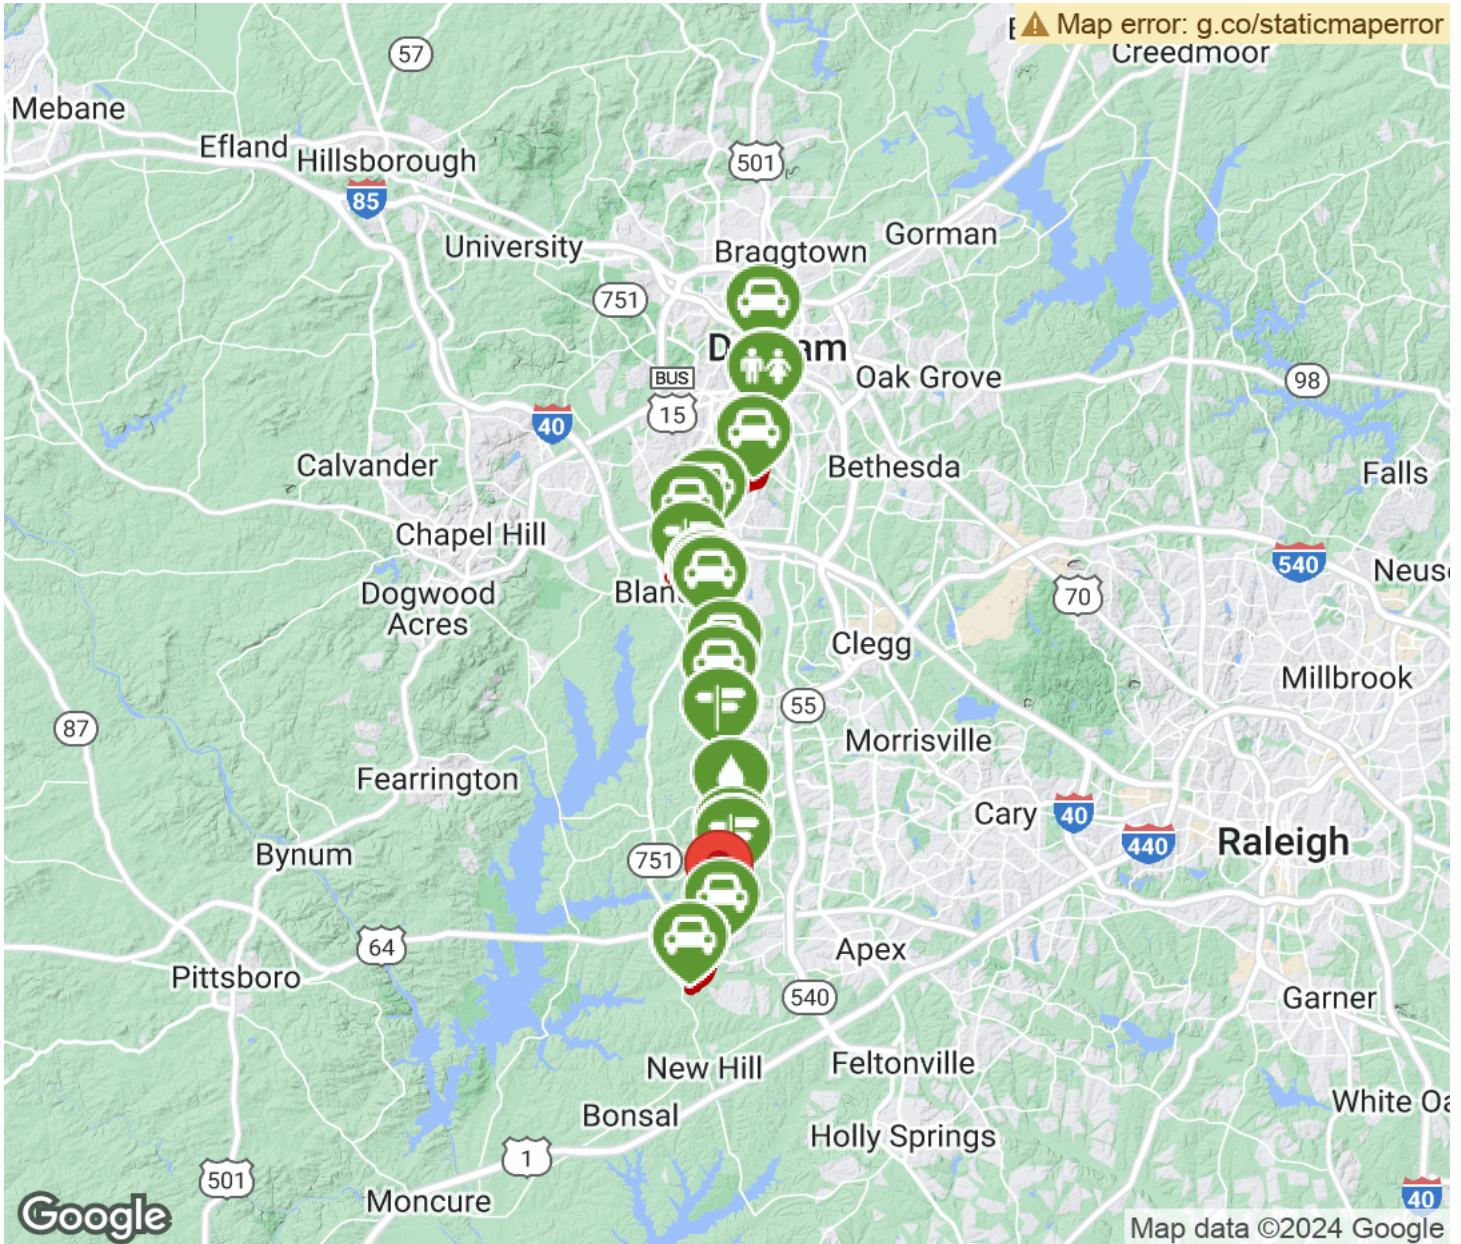 Map error: g.co/staticmaperror
Creedmoor
57
Mebane
Efland
Hillsborough
501
85
Gorman
University
Braggtown
751
Oak Grove
98
BUS
15
40
Calvander
Bethesda
Falls
Chapel Hill
540
Neus
70
Dogwood
Acres
Clegg
Millbrook
87
55
Morrisville
Fearrington
Cary
40
440
Raleigh
Bynum
751
64
Apex
Pittsboro
540
Garner
New Hill
Feltonville
Bonsal
White Oa
Holly Springs
1
501
Moncure
40
Google
Map data ©2024 Google